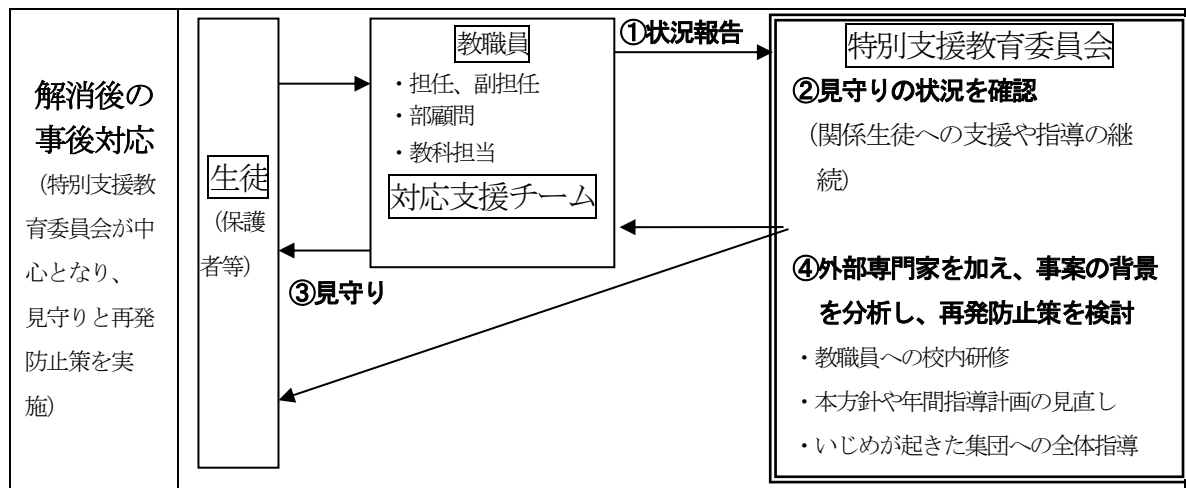 解消後の
事後対応
（特別支援教
育委員会が中
心となり、
見守りと再発
防止策を実
施）
生徒
（保護
者等）
教職員
・担任、副担任
・部顧問
・教科担当
対応支援チーム
①状況報告
③見守り
特別支援教育委員会
②見守りの状況を確認
（関係生徒への支援や指導の継
続）
④外部専門家を加え、事案の背景
を分析し、再発防止策を検討
・教職員への校内研修
・本方針や年間指導計画の見直し
・いじめが起きた集団への全体指導